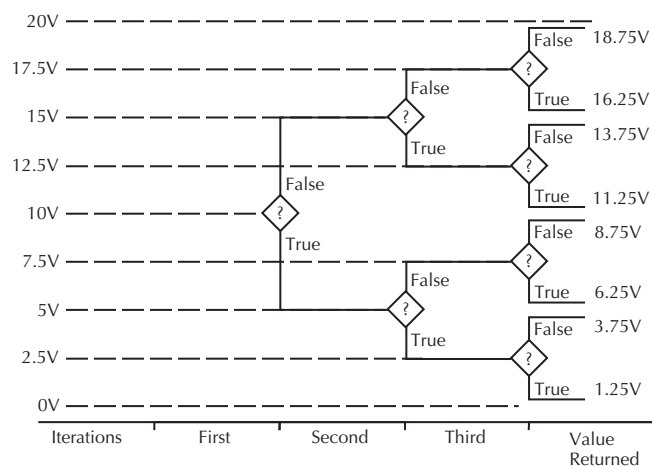 20V
False 18.75V
17.5V
?
False
True 16.25V
15V
?
False 13.75V
True
12.5V
?
False
True 11.25V
10V
?
False 8.75V
True
7.5V
?
False
True 6.25V
5V
?
False 3.75V
True
2.5V
?
True 1.25V
0V
Iterations First Second Third Value
Returned